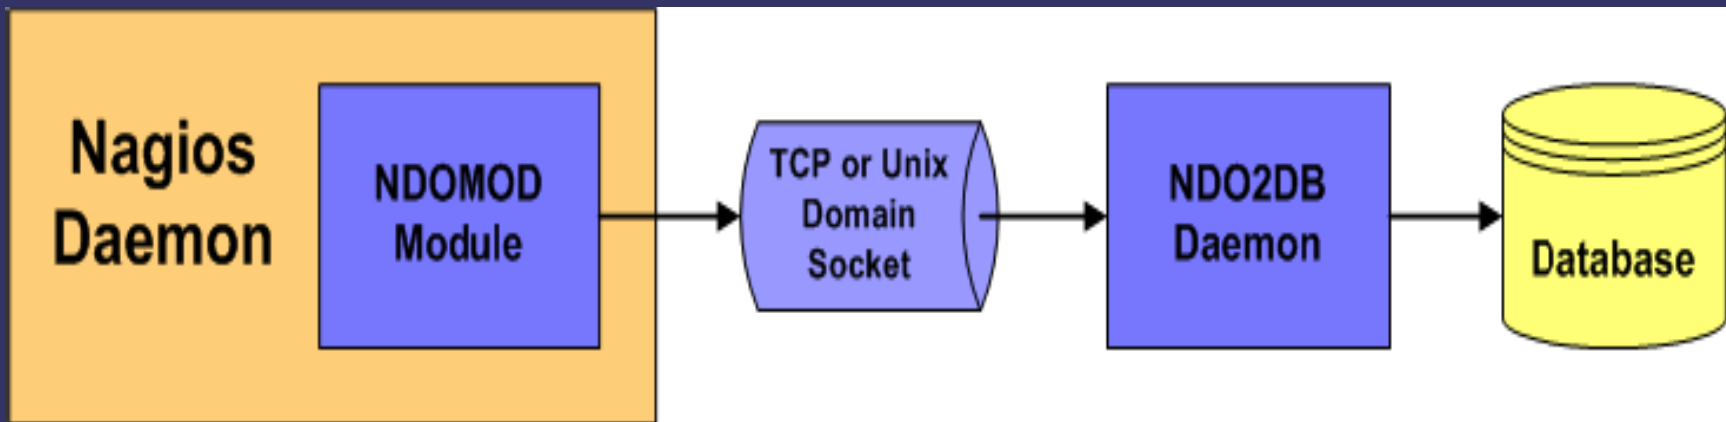 Nagios
Daemon
NDOMOD
Module
TCP or Unix
Domain
Socket
NDO2DB
Daemon
Database